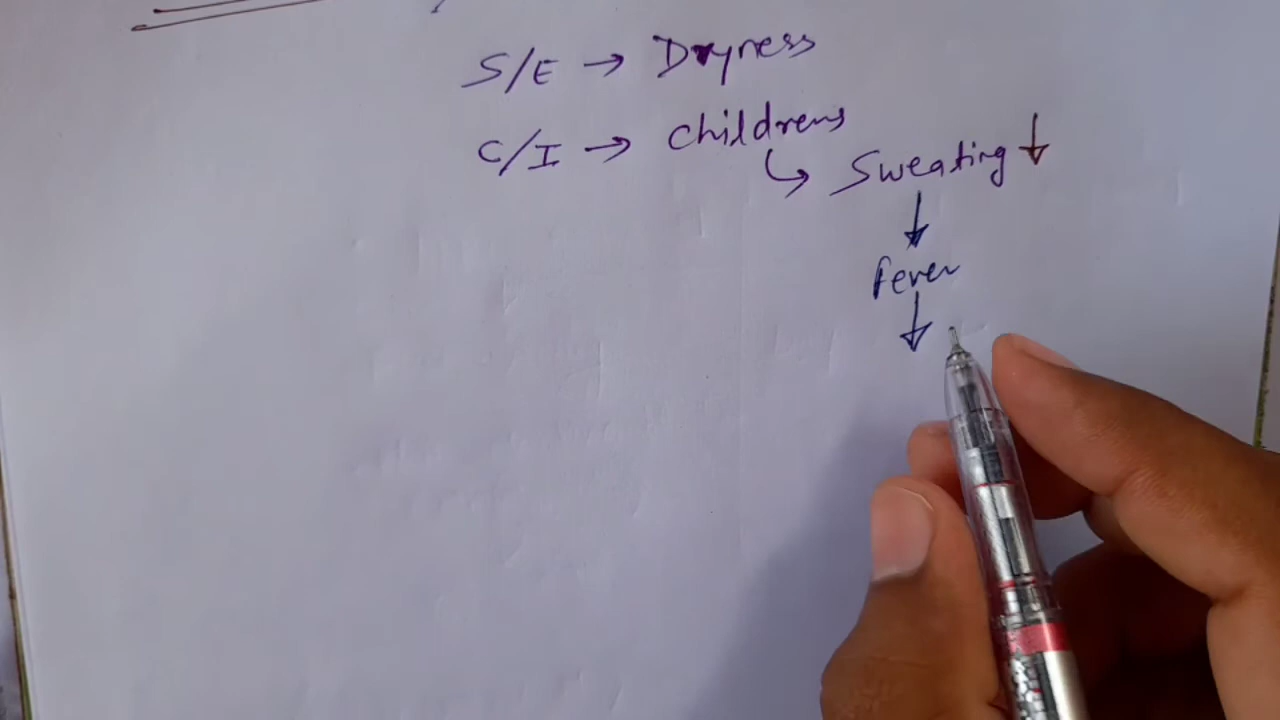 S/E → Dryness
C/I → Childrens
↳ Sweating ↓
↓
Fever
↓